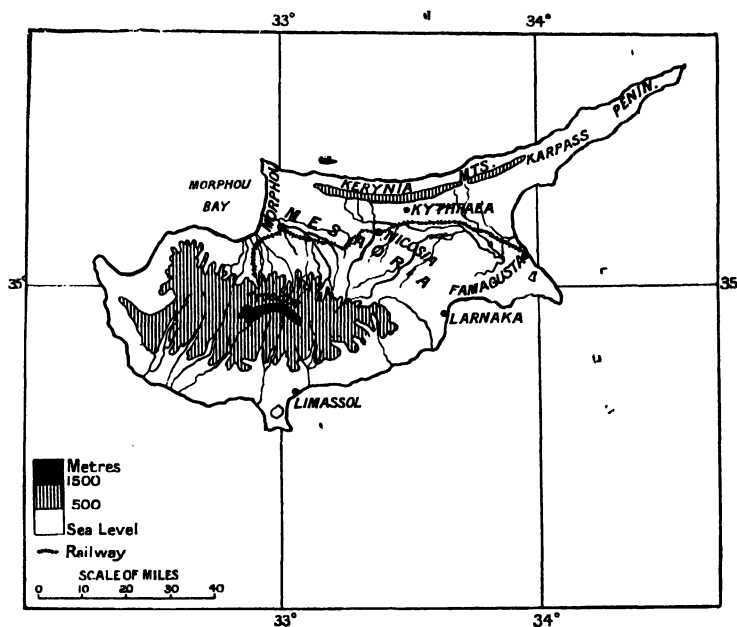 33°
34°
PENIN.
KARPASS
MTS.
KERYNIA
MORPHOU
BAY
MORPHOU
KYTHRAEA
MESAORIA
NICOSIA
35°
35
FAMAGUSTA
LARNAKA
LIMASSOL
Metres
1500
500
Sea Level
Railway
SCALE OF MILES
0 10 20 30 40
33°
34°